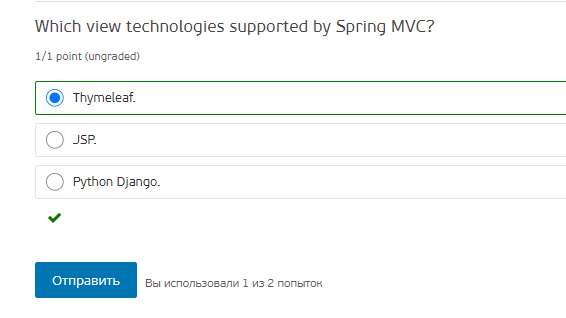 Which view technologies supported by Spring MVC?
1/1 point (ungraded)
Thymeleaf.
JSP.
Python Django.
Отправить Вы использовали 1 из 2 попыток